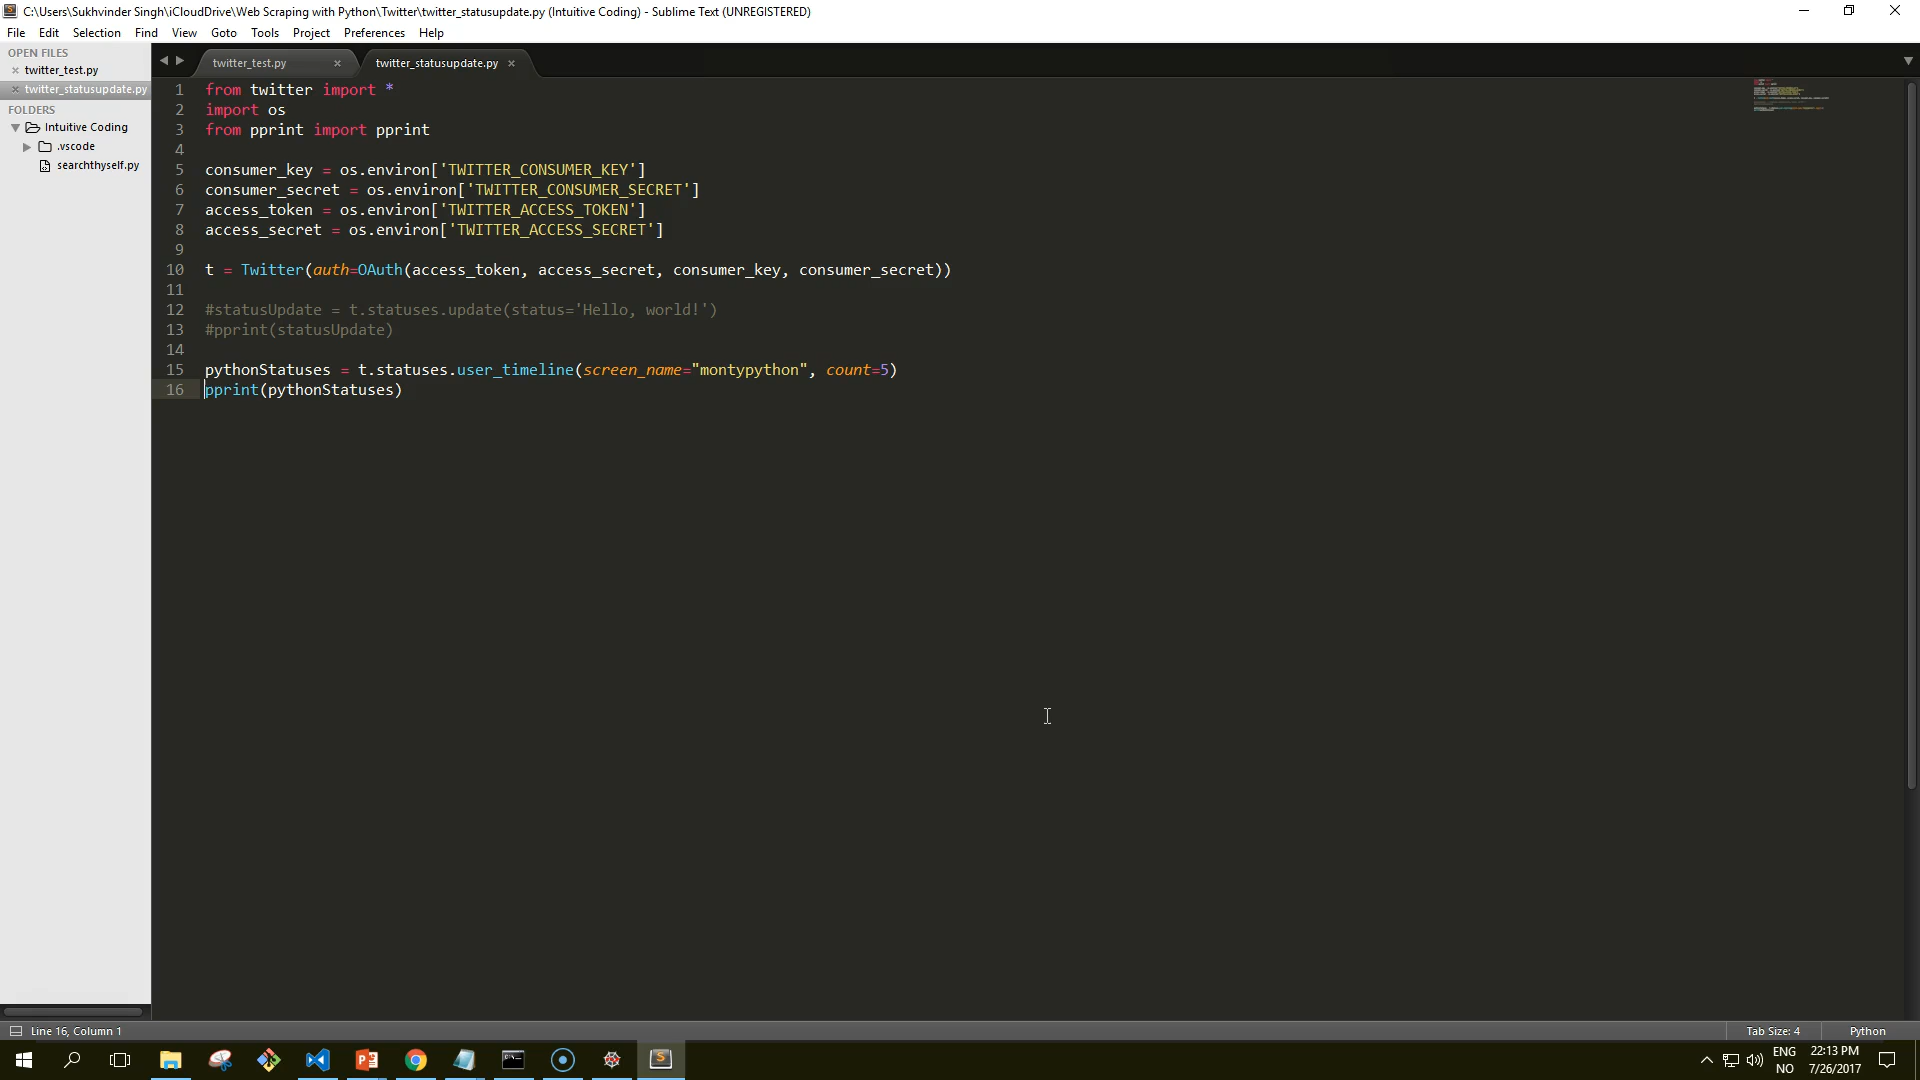 C:\Users\Sukhvinder Singh\iCloudDrive\Web Scraping with Python\Twitter\twitter_statusupdate.py (Intuitive Coding) - Sublime Text (UNREGISTERED)
File Edit Selection Find View Goto Tools Project Preferences Help
OPEN FILES
twitter_test.py
twitter_statusupdate.py
FOLDERS
Intuitive Coding
.vscode
searchthyself.py
twitter_test.py twitter_statusupdate.py
1 from twitter import *
2 import os
3 from pprint import pprint
4
5 consumer_key = os.environ['TWITTER_CONSUMER_KEY']
6 consumer_secret = os.environ['TWITTER_CONSUMER_SECRET']
7 access_token = os.environ['TWITTER_ACCESS_TOKEN']
8 access_secret = os.environ['TWITTER_ACCESS_SECRET']
9
10 t = Twitter(auth=OAuth(access_token, access_secret, consumer_key, consumer_secret))
11
12 #statusUpdate = t.statuses.update(status='Hello, world!')
13 #pprint(statusUpdate)
14
15 pythonStatuses = t.statuses.user_timeline(screen_name="montypython", count=5)
16 pprint(pythonStatuses)
Line 16, Column 1 Tab Size: 4 Python
ENG 22:13 PM
NO 7/26/2017